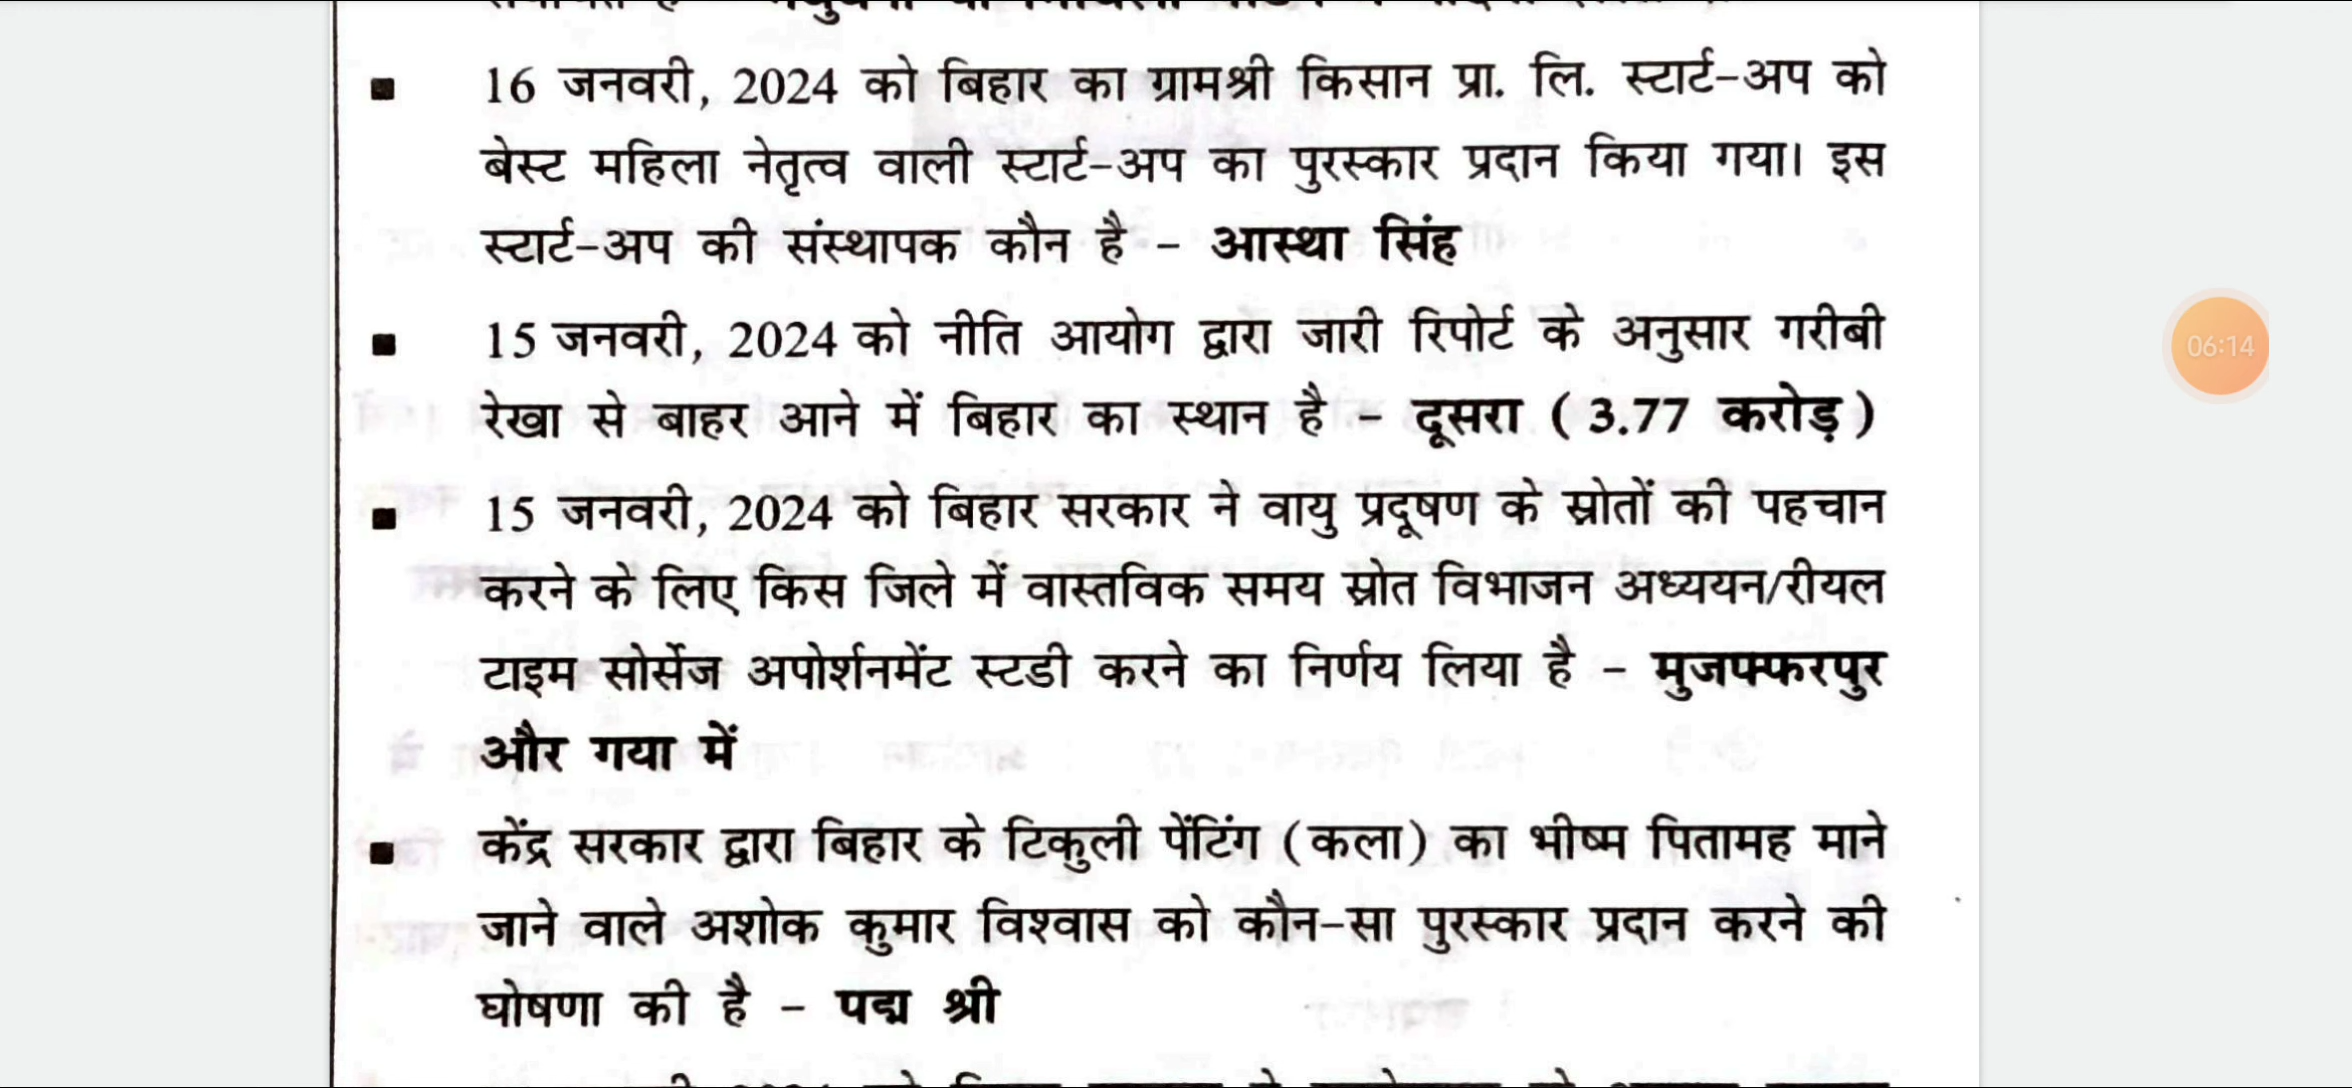 ■ 16 जनवरी, 2024 को बिहार का ग्रामश्री किसान प्रा. लि. स्टार्ट-अप को
बेस्ट महिला नेतृत्व वाली स्टार्ट-अप का पुरस्कार प्रदान किया गया। इस
स्टार्ट-अप की संस्थापक कौन है - आस्था सिंह
■ 15 जनवरी, 2024 को नीति आयोग द्वारा जारी रिपोर्ट के अनुसार गरीबी
रेखा से बाहर आने में बिहार का स्थान है - दूसरा ( 3.77 करोड़ )
■ 15 जनवरी, 2024 को बिहार सरकार ने वायु प्रदूषण के स्रोतों की पहचान
करने के लिए किस जिले में वास्तविक समय स्रोत विभाजन अध्ययन/रीयल
टाइम सोर्सेज अपोर्शनमेंट स्टडी करने का निर्णय लिया है - मुजफ्फरपुर
और गया में
■ केंद्र सरकार द्वारा बिहार के टिकुली पेंटिंग (कला) का भीष्म पितामह माने
जाने वाले अशोक कुमार विश्वास को कौन-सा पुरस्कार प्रदान करने की
घोषणा की है - पद्म श्री
06:14